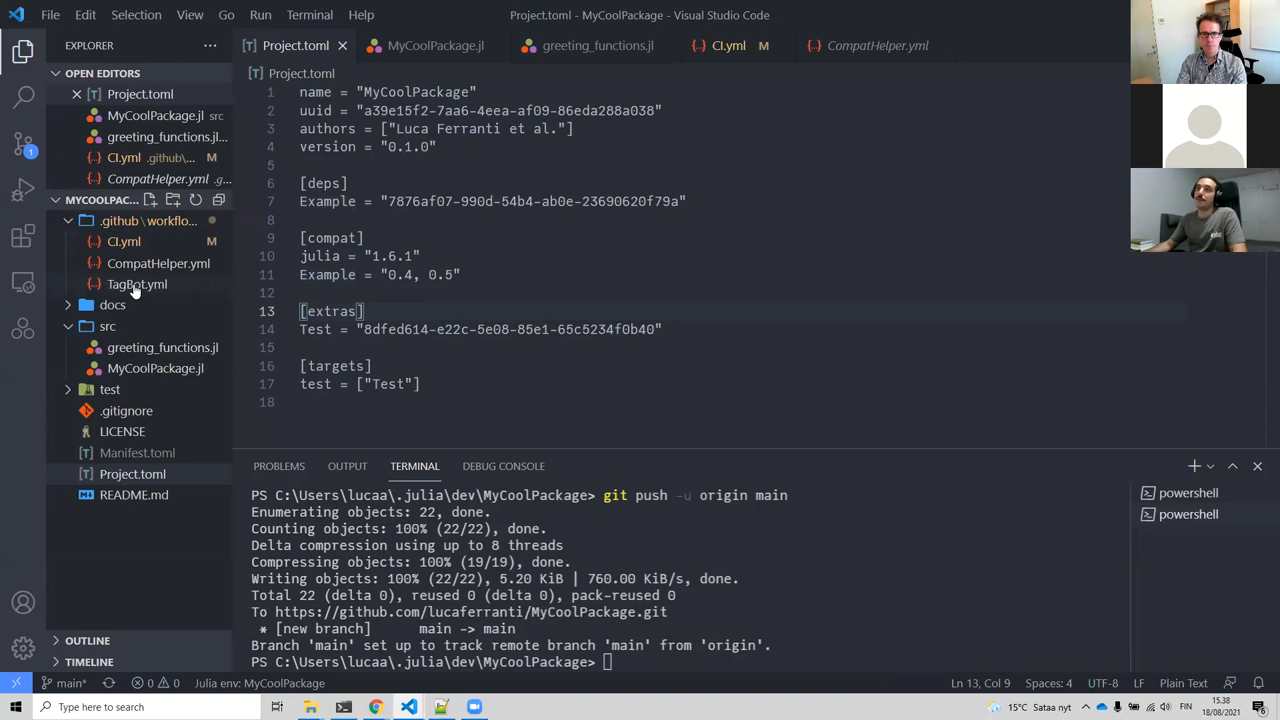 File Edit Selection View Go Run Terminal Help
Project.toml - MyCoolPackage - Visual Studio Code
EXPLORER
OPEN EDITORS
Project.toml
MyCoolPackage.jl src
greeting_functions.jl...
CI.yml .github\... M
CompatHelper.yml .g...
MYCOOLPAC...
.github\workflo...
CI.yml M
CompatHelper.yml
TagBot.yml
docs
src
greeting_functions.jl
MyCoolPackage.jl
test
.gitignore
LICENSE
Manifest.toml
Project.toml
README.md
OUTLINE
TIMELINE
1
Project.toml
MyCoolPackage.jl
greeting_functions.jl
CI.yml M
CompatHelper.yml
Project.toml
1 name = "MyCoolPackage"
2 uuid = "a39e15f2-7aa6-4eea-af09-86eda288a038"
3 authors = ["Luca Ferranti et al."]
4 version = "0.1.0"
5
6 [deps]
7 Example = "7876af07-990d-54b4-ab0e-23690620f79a"
8
9 [compat]
10 julia = "1.6.1"
11 Example = "0.4, 0.5"
12
13 [extras]
14 Test = "8dfed614-e22c-5e08-85e1-65c5234f0b40"
15
16 [targets]
17 test = ["Test"]
18
PROBLEMS OUTPUT TERMINAL DEBUG CONSOLE
PS C:\Users\lucaa\.julia\dev\MyCoolPackage> git push -u origin main
Enumerating objects: 22, done.
Counting objects: 100% (22/22), done.
Delta compression using up to 8 threads
Compressing objects: 100% (19/19), done.
Writing objects: 100% (22/22), 5.20 KiB | 760.00 KiB/s, done.
Total 22 (delta 0), reused 0 (delta 0), pack-reused 0
To https://github.com/lucaferranti/MyCoolPackage.git
* [new branch] main -> main
Branch 'main' set up to track remote branch 'main' from 'origin'.
PS C:\Users\lucaa\.julia\dev\MyCoolPackage>
powershell
powershell
main* 0 0 Julia env: MyCoolPackage
Ln 13, Col 9 Spaces: 4 UTF-8 LF Plain Text
Type here to search
15°C Sataa nyt
FIN
15.38
18/08/2021
6